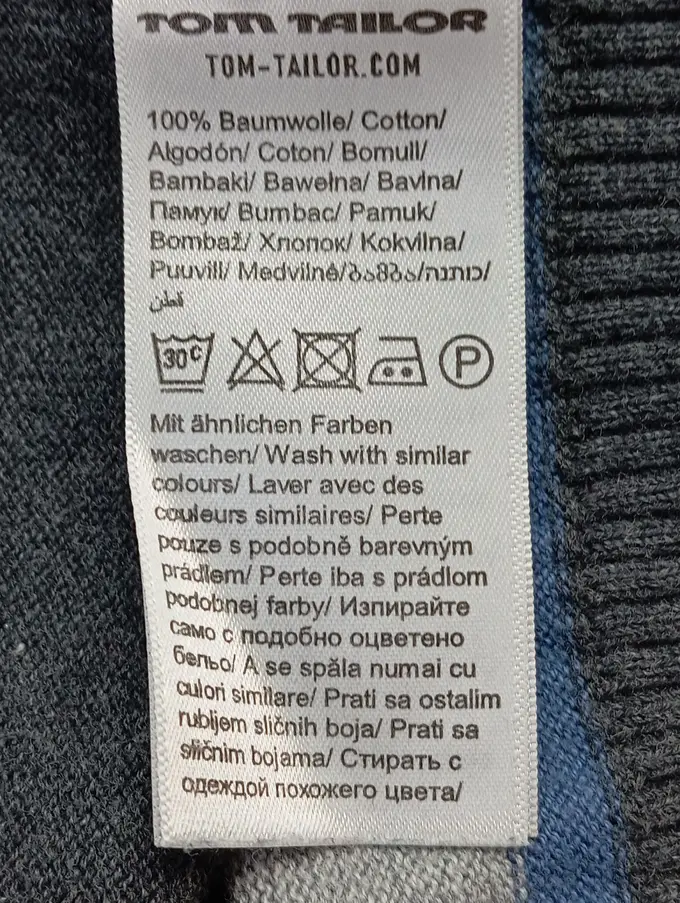 TOM TAILOR
TOM-TAILOR.COM
100% Baumwolle/ Cotton/
Algodón/ Coton/ Bomull/
Bambaki/ Bawełna/ Bavlna/
Памук/ Bumbac/ Pamuk/
Bombaž/ Хлопок/ Kokvilna/
Puuvill/ Medvilnė/ბამბა/כותנה/
قطن
30°C P
Mit ähnlichen Farben
waschen/ Wash with similar
colours/ Laver avec des
couleurs similaires/ Perte
pouze s podobně barevným
prádlem/ Perte iba s prádlom
podobnej farby/ Изпирайте
само с подобно оцветено
бельо/ A se spăla numai cu
culori similare/ Prati sa ostalim
rubljem sličnih boja/ Prati sa
sličnim bojama/ Стирать с
одеждой похожего цвета/